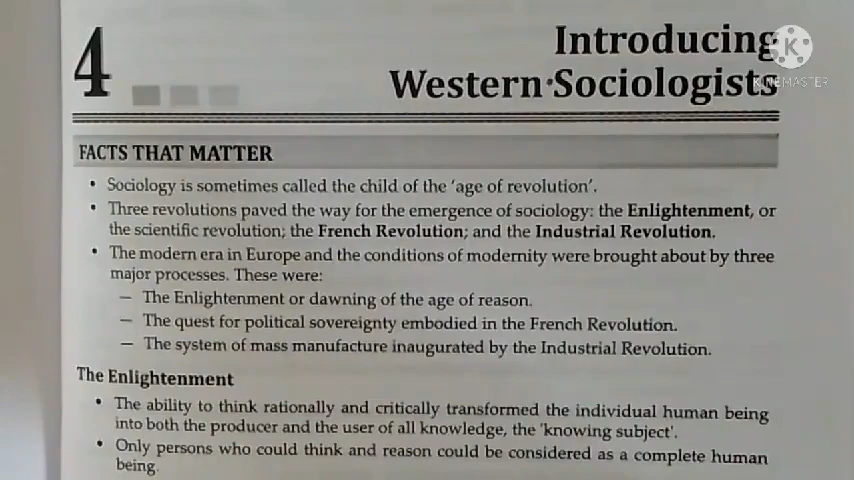 4
Introducing
Western Sociologists
K
KINEMASTER
FACTS THAT MATTER
• Sociology is sometimes called the child of the 'age of revolution'.
• Three revolutions paved the way for the emergence of sociology: the Enlightenment, or
the scientific revolution; the French Revolution; and the Industrial Revolution.
• The modern era in Europe and the conditions of modernity were brought about by three
major processes. These were:
— The Enlightenment or dawning of the age of reason.
— The quest for political sovereignty embodied in the French Revolution.
— The system of mass manufacture inaugurated by the Industrial Revolution.
The Enlightenment
• The ability to think rationally and critically transformed the individual human being
into both the producer and the user of all knowledge, the 'knowing subject'.
• Only persons who could think and reason could be considered as a complete human
being.